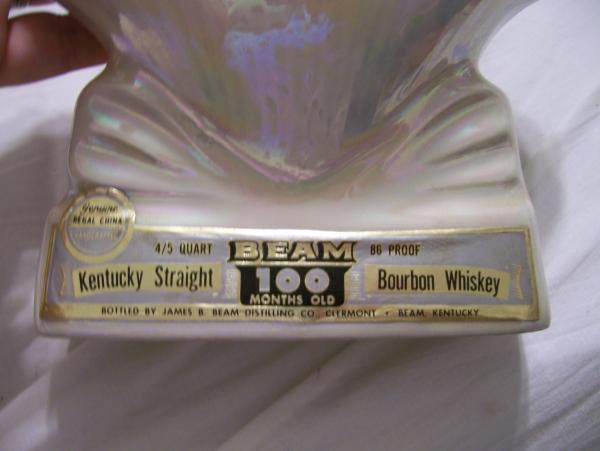 Genuine
REGAL CHINA
HANDCRAFTED
4/5 QUART
BEAM
86 PROOF
Kentucky Straight
100
MONTHS OLD
Bourbon Whiskey
BOTTLED BY JAMES B. BEAM DISTILLING CO., CLERMONT • BEAM, KENTUCKY